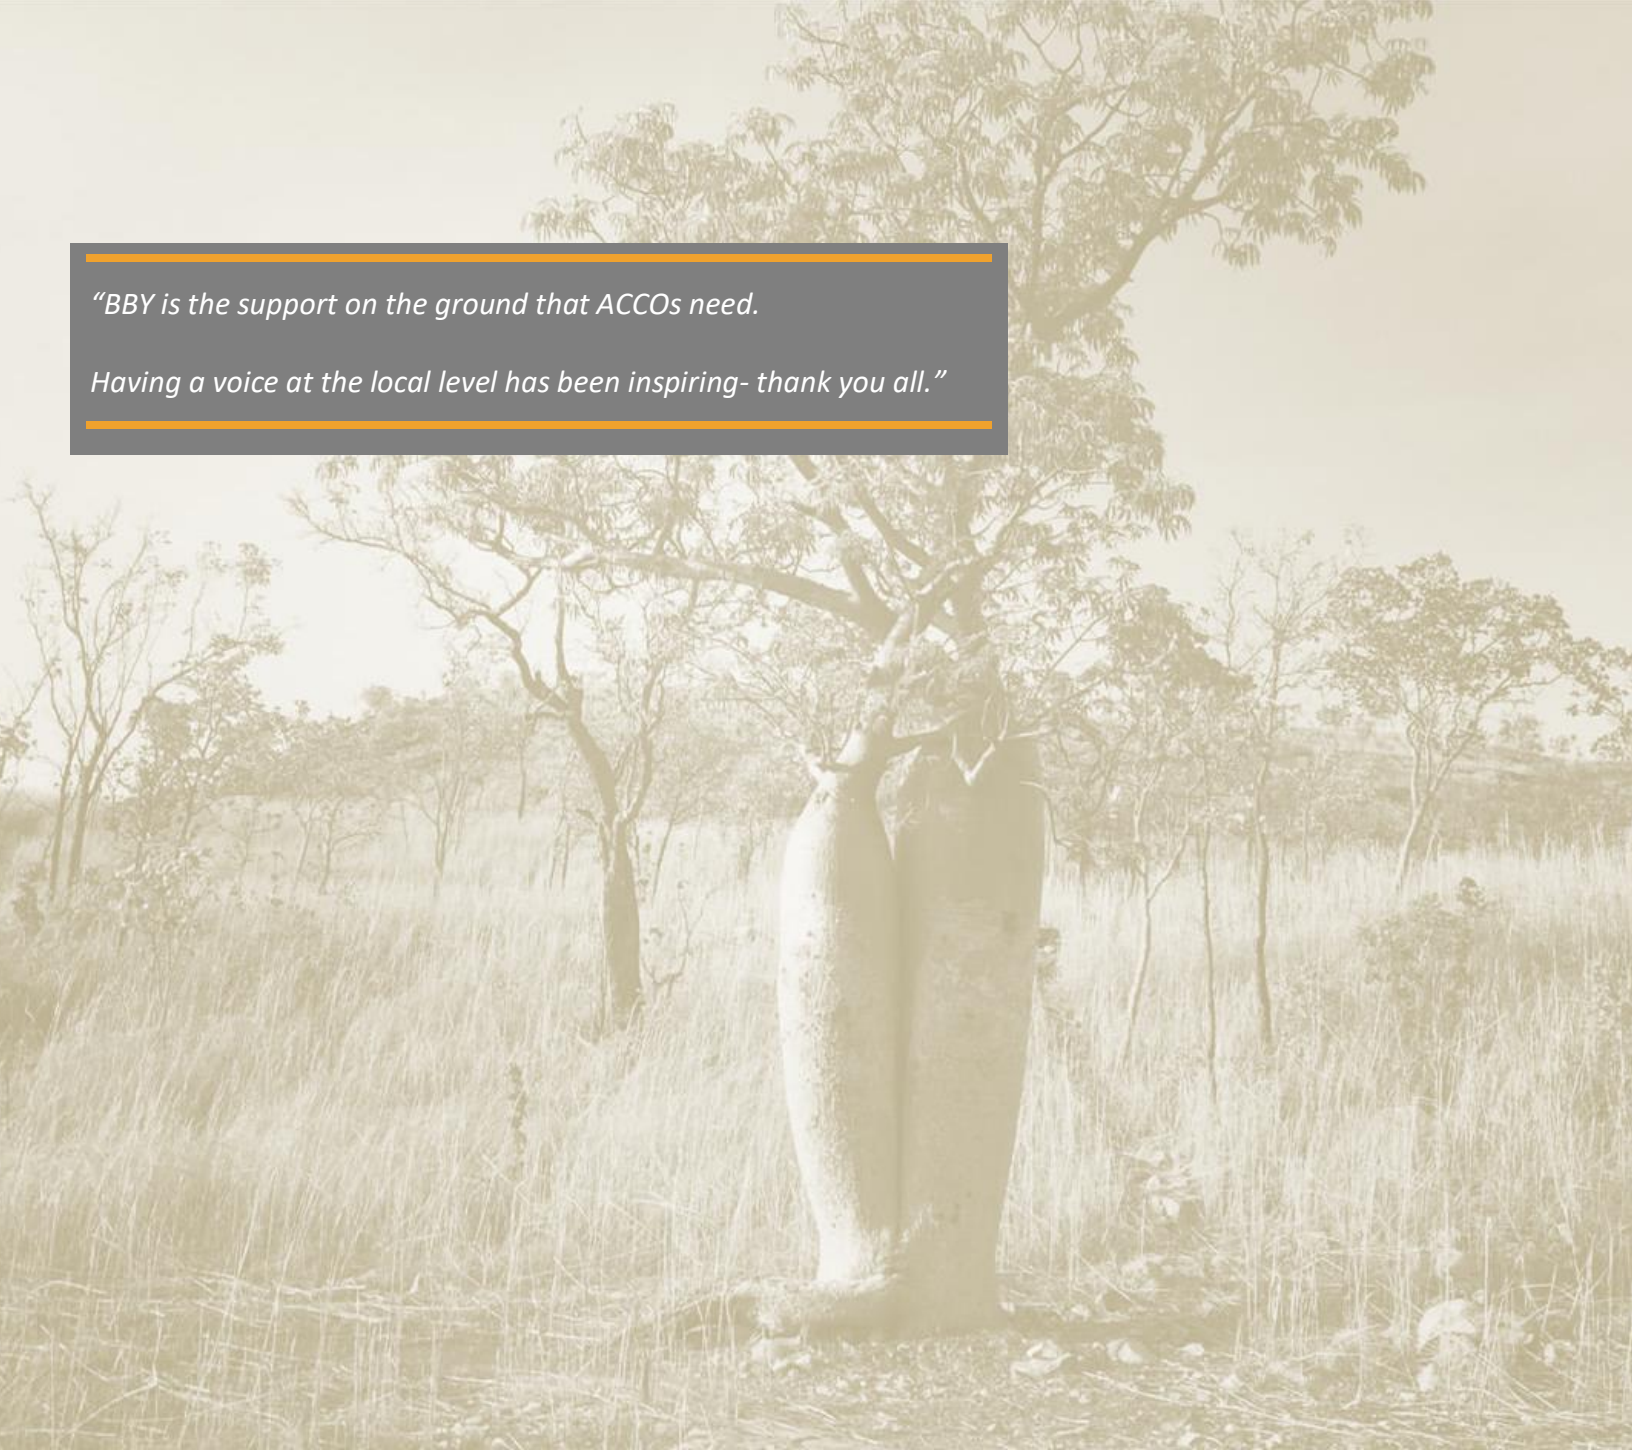 “BBY is the support on the ground that ACCOs need.
Having a voice at the local level has been inspiring- thank you all.”